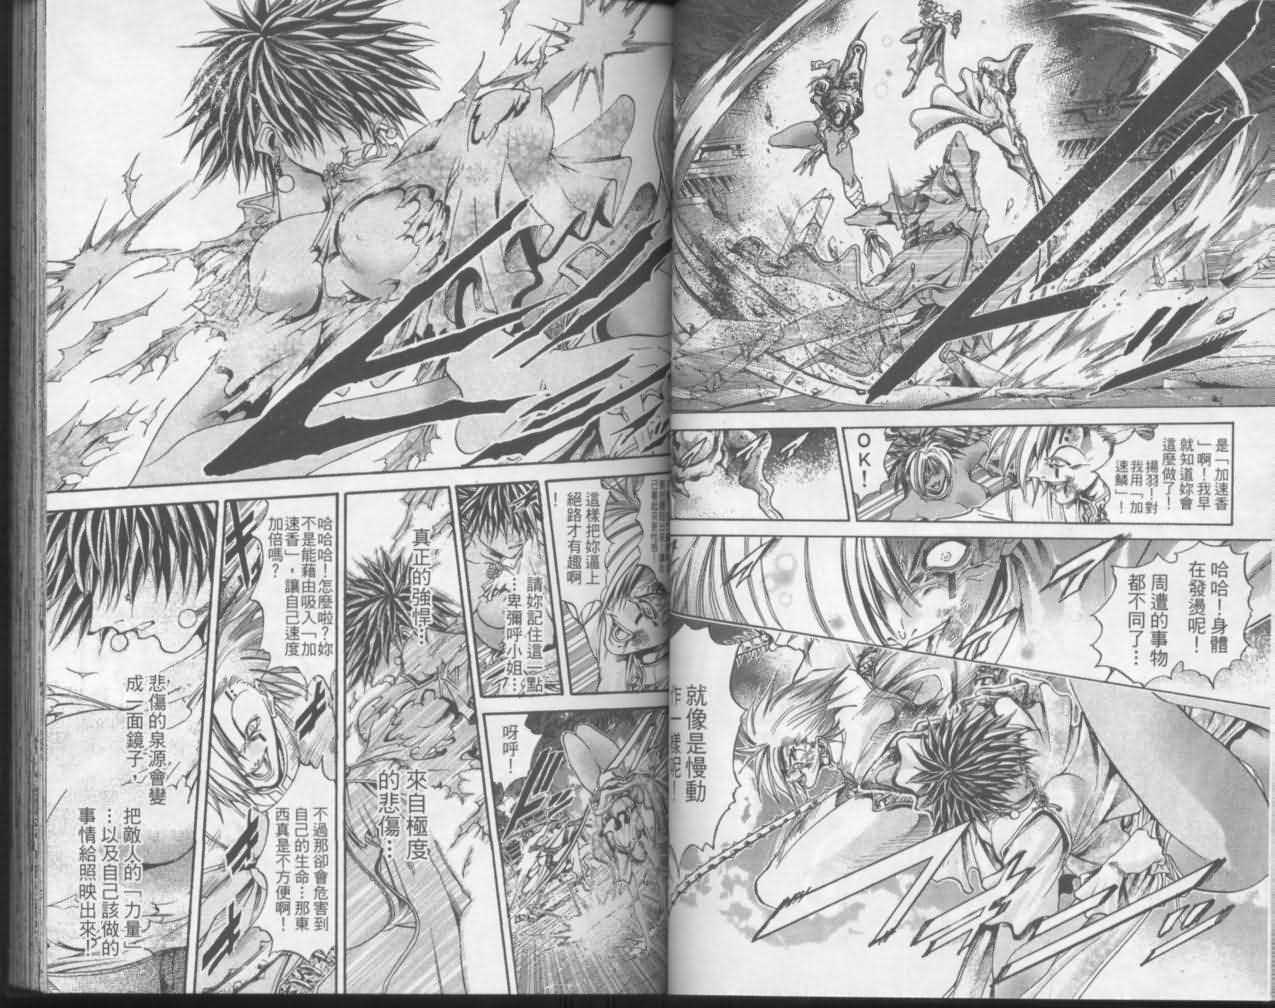 是「加速香
」啊！我早
就知道妳會
這麼做了！
揚羽！對
我用「加
速鱗」！
OK！
哈哈！身體
在發燙呢！
周遭的事物
都不同了…
就像是慢動
作一樣呢！
這樣把妳逼上
絕路才有趣啊
！
請妳記住這一點
…卑彌呼小姐…
呀呼！
真正的強悍…
來自極度
的悲傷…
哈哈哈！怎麼啦？妳
不是能藉由吸入「加
速香」，讓自己速度
加倍嗎？
不過那卻會危害到
自己的生命…那東
西真是不方便啊！
悲傷的泉源會變
成一面鏡子，
把敵人的「力量」
…以及自己該做的
事情給照映出來！